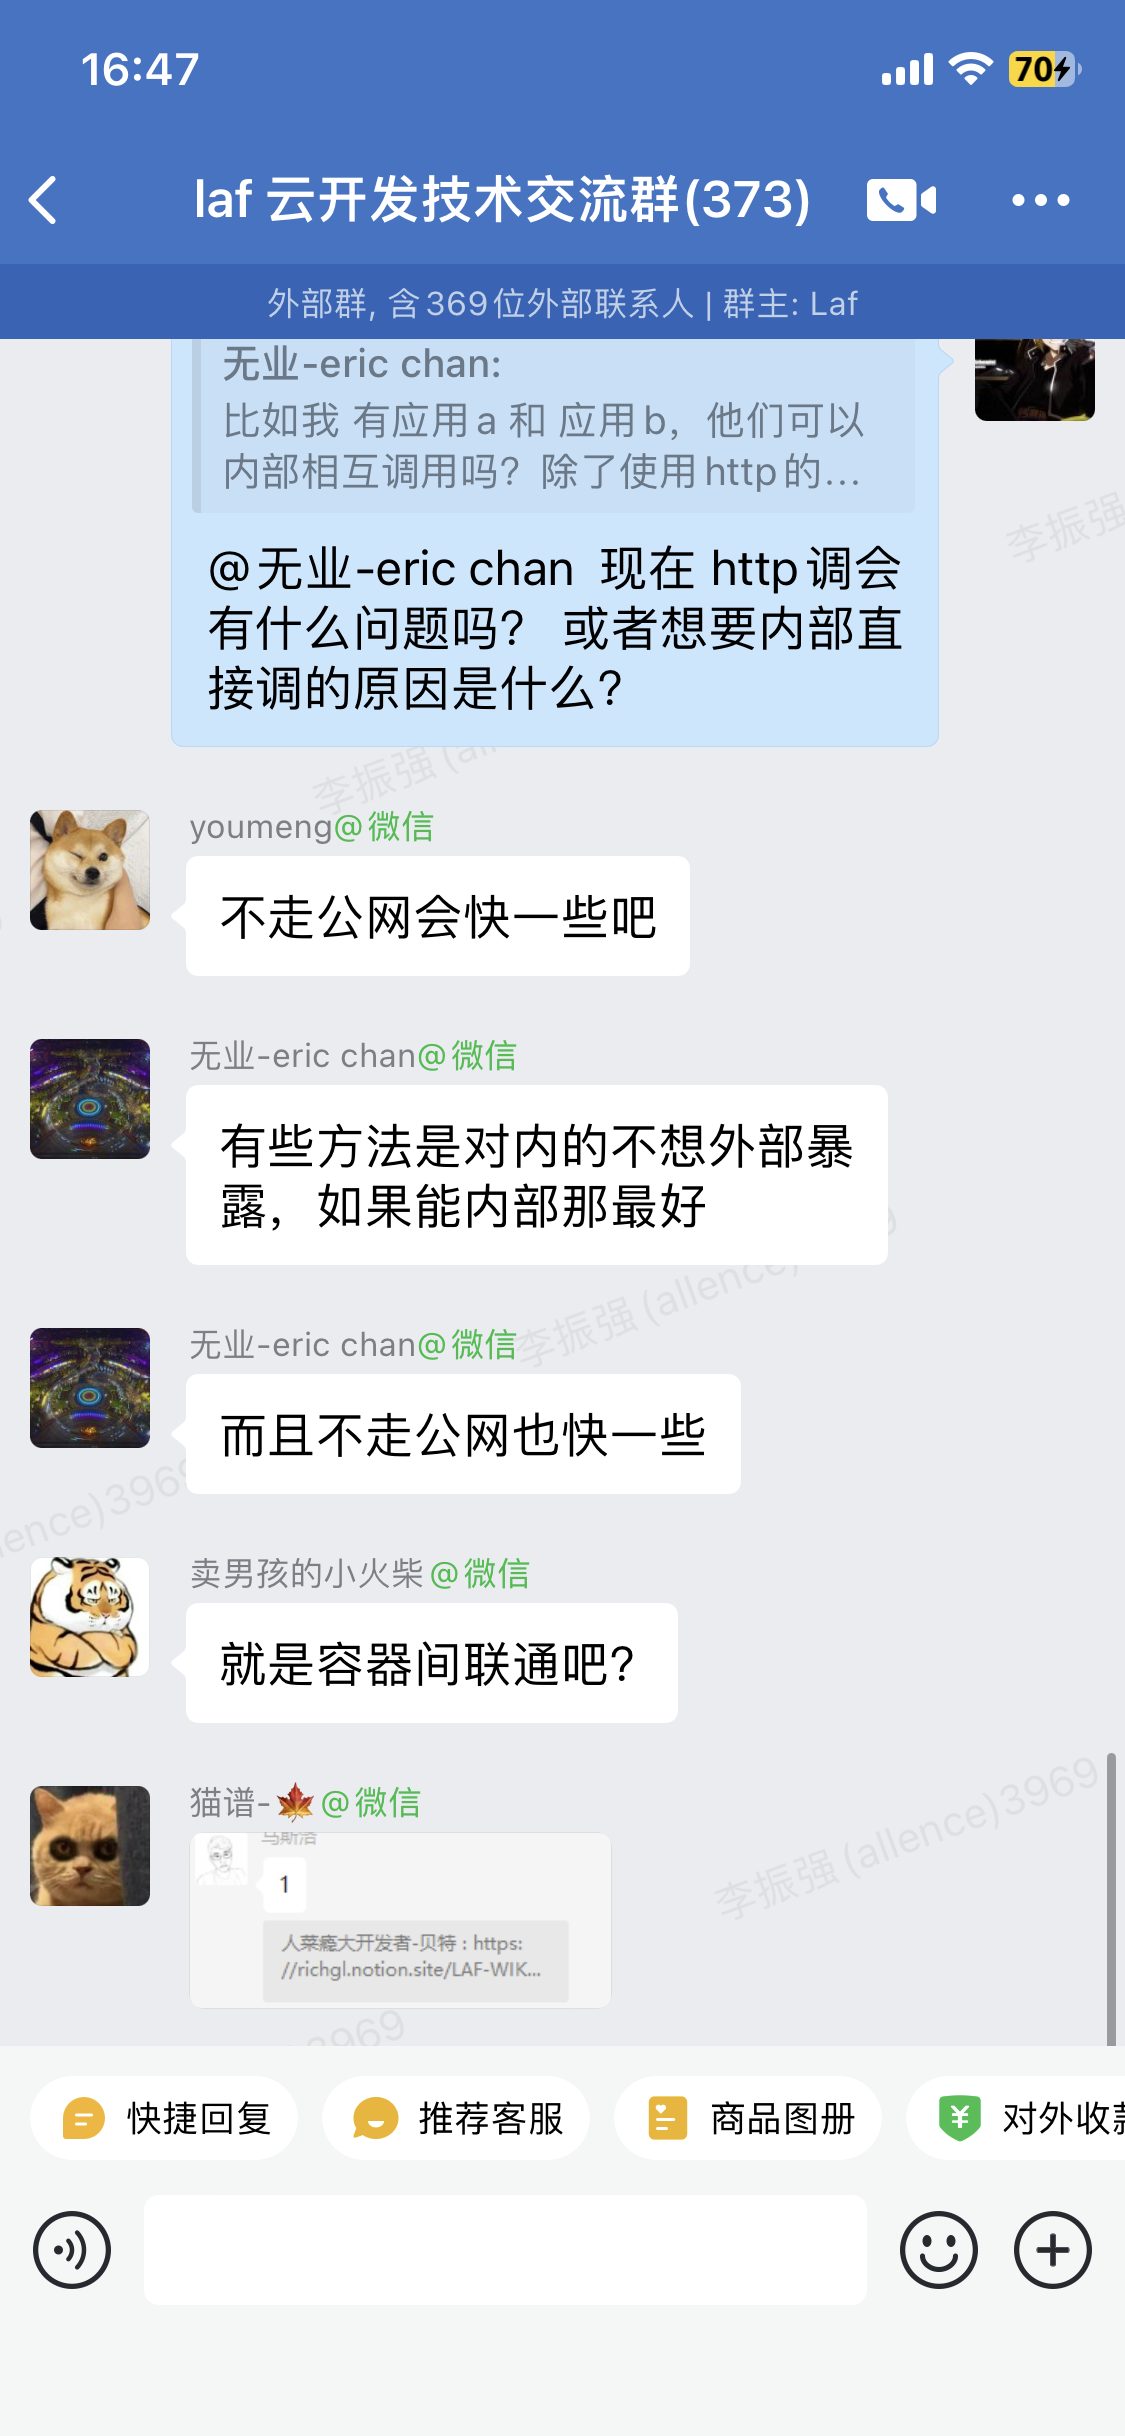 16:47
70
laf 云开发技术交流群(373)
外部群, 含369位外部联系人 | 群主: Laf
无业-eric chan:
比如我 有应用a 和 应用b，他们可以
内部相互调用吗？除了使用http的...
李振强
@无业-eric chan 现在 http调会
有什么问题吗？ 或者想要内部直
接调的原因是什么？
李振强(all
youmeng@微信
不走公网会快一些吧
无业-eric chan@微信
有些方法是对内的不想外部暴
露，如果能内部那最好
李振强(allence)
无业-eric chan@微信
而且不走公网也快一些
lence)3969
卖男孩的小火柴@微信
就是容器间联通吧？
李振强(allence)3969
猫谱-🍁@微信
1
人菜瘾大开发者-贝特：https:
//richgl.notion.site/LAF-WIK...
3969
快捷回复
推荐客服
商品图册
¥
对外收款